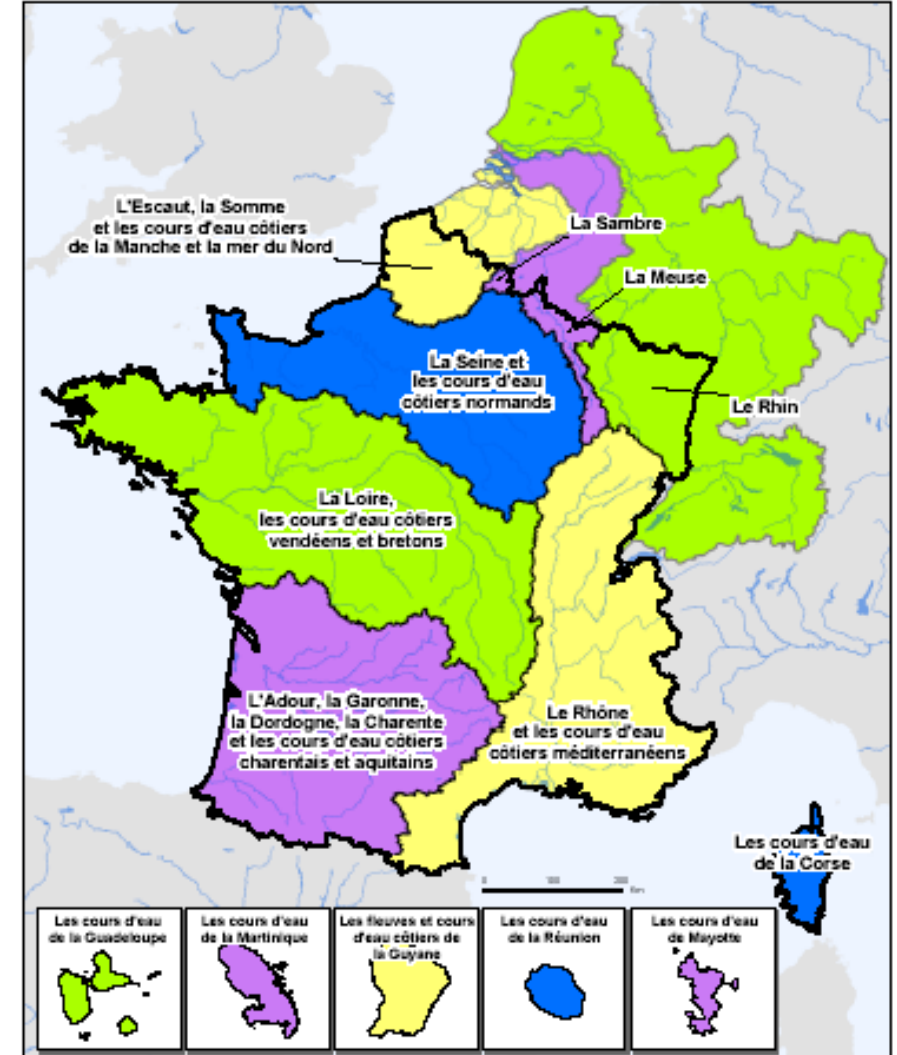 L'Escaut, la Somme
et les cours d'eau côtiers
de la Manche et la mer du Nord
La Sambre
La Meuse
La Seine et
les cours d'eau
côtiers normands
Le Rhin
La Loire,
les cours d'eau côtiers
vendéens et bretons
L'Adour, la Garonne,
la Dordogne, la Charente
et les cours d'eau côtiers
charentais et aquitains
Le Rhône
et les cours d'eau
côtiers méditerranéens
Les cours d'eau
de la Corse
0 100 200
Km
Les cours d'eau
de la Guadeloupe
Les cours d'eau
de la Martinique
Les fleuves et cours
d'eau côtiers de
la Guyane
Les cours d'eau
de la Réunion
Les cours d'eau
de Mayotte